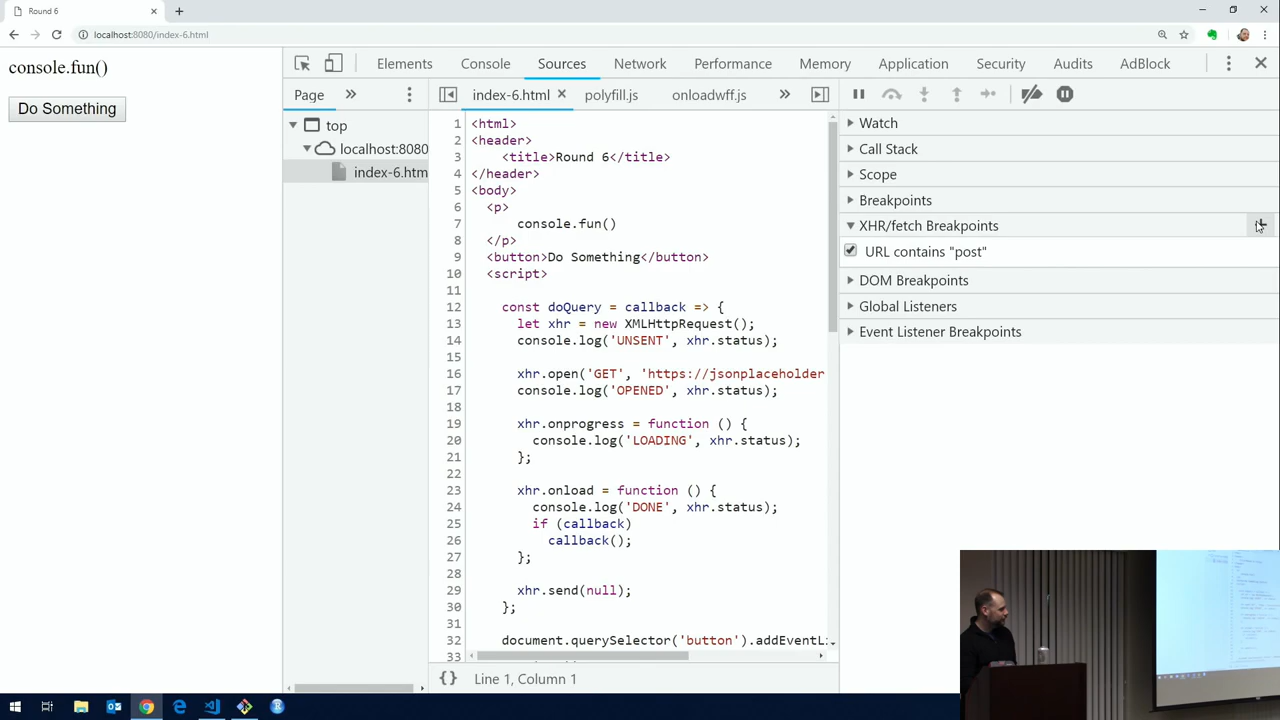 Round 6
localhost:8080/index-6.html
console.fun()
Do Something
Elements Console Sources Network Performance Memory Application Security Audits AdBlock
Page
index-6.html polyfill.js onloadwff.js
top
localhost:8080
index-6.htm
1 <html>
2 <header>
3 <title>Round 6</title>
4 </header>
5 <body>
6 <p>
7 console.fun()
8 </p>
9 <button>Do Something</button>
10 <script>
11
12 const doQuery = callback => {
13 let xhr = new XMLHttpRequest();
14 console.log('UNSENT', xhr.status);
15
16 xhr.open('GET', 'https://jsonplaceholder
17 console.log('OPENED', xhr.status);
18
19 xhr.onprogress = function () {
20 console.log('LOADING', xhr.status);
21 };
22
23 xhr.onload = function () {
24 console.log('DONE', xhr.status);
25 if (callback)
26 callback();
27 };
28
29 xhr.send(null);
30 };
31
32 document.querySelector('button').addEventL
33
{} Line 1, Column 1
Watch
Call Stack
Scope
Breakpoints
XHR/fetch Breakpoints
URL contains "post"
DOM Breakpoints
Global Listeners
Event Listener Breakpoints